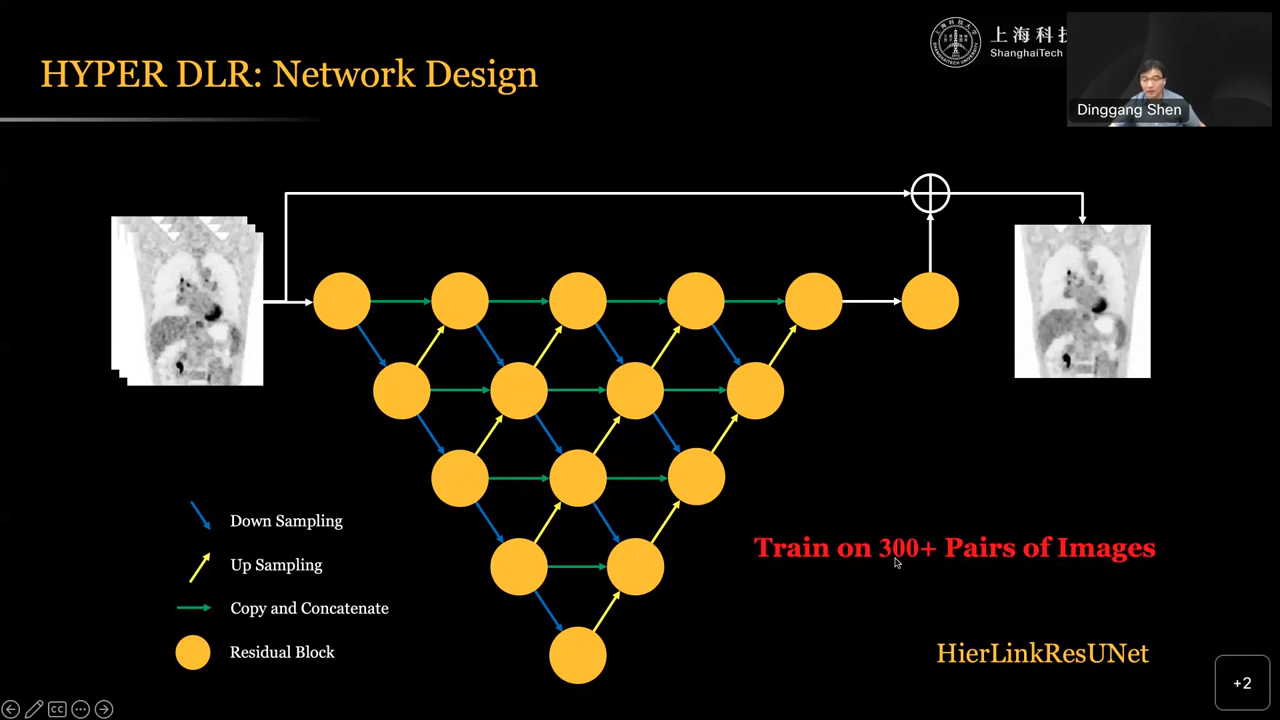 HYPER DLR: Network Design
上海科技
ShanghaiTech
Dinggang Shen
Down Sampling
Up Sampling
Copy and Concatenate
Residual Block
Train on 300+ Pairs of Images
HierLinkResUNet
CC
+2